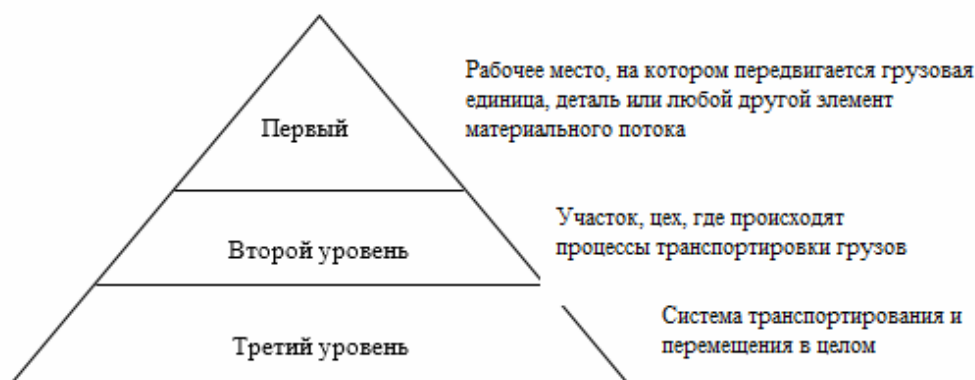 Рабочее место, на котором передвигается грузовая
единица, деталь или любой другой элемент
материального потока
Первый
Участок, цех, где происходят
процессы транспортировки грузов
Второй уровень
Система транспортирования и
перемещения в целом
Третий уровень